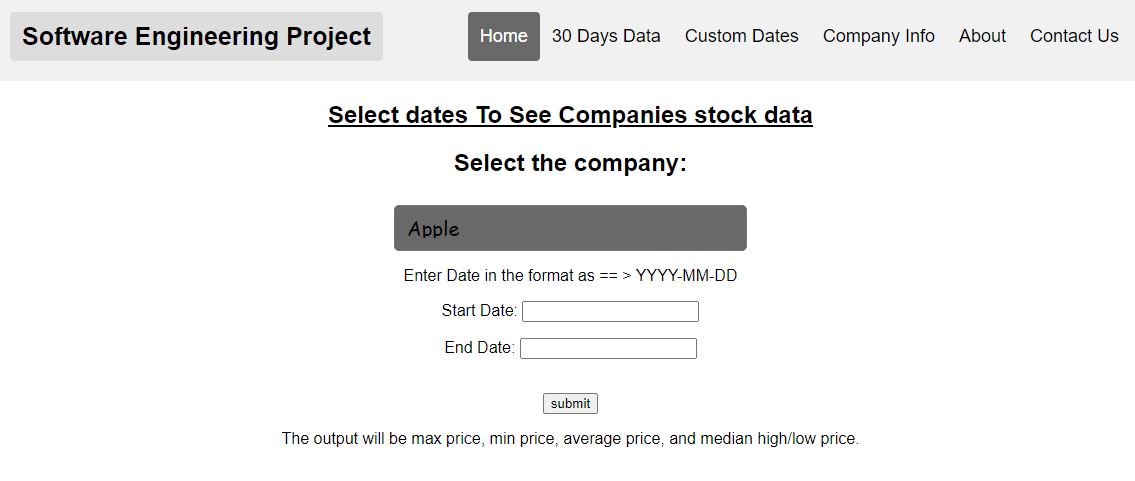 Software Engineering Project
Home 30 Days Data Custom Dates Company Info About Contact Us
Select dates To See Companies stock data
Select the company:
Apple
Enter Date in the format as == > YYYY-MM-DD
Start Date:
End Date:
submit
The output will be max price, min price, average price, and median high/low price.